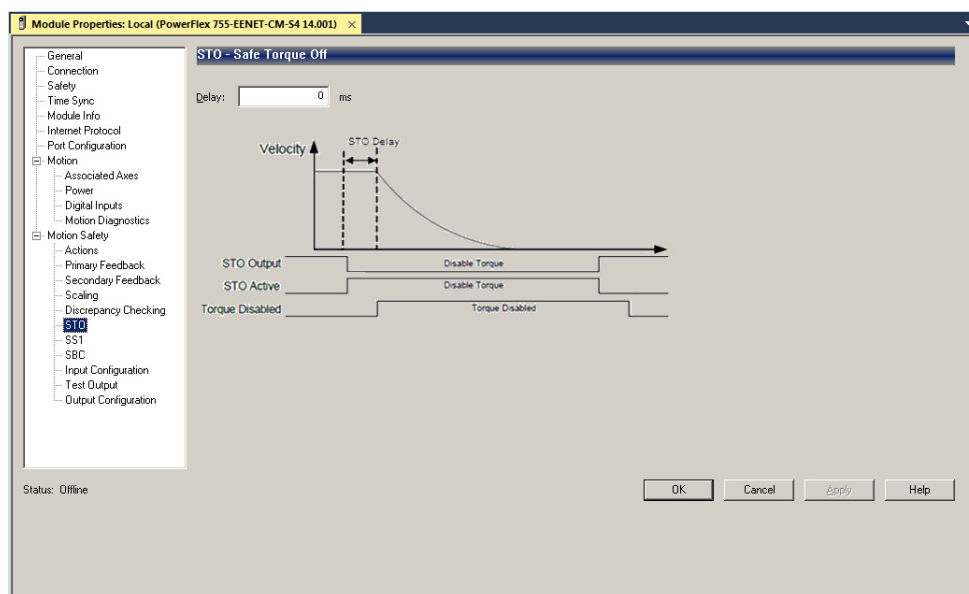 Module Properties: Local (PowerFlex 755-EENET-CM-S4 14.001) ×
General
Connection
Safety
Time Sync
Module Info
Internet Protocol
Port Configuration
Motion
Associated Axes
Power
Digital Inputs
Motion Diagnostics
Motion Safety
Actions
Primary Feedback
Secondary Feedback
Scaling
Discrepancy Checking
STO
SS1
SBC
Input Configuration
Test Output
Output Configuration
STO - Safe Torque Off
Delay: 0 ms
Velocity
STO Delay
STO Output Disable Torque
STO Active Disable Torque
Torque Disabled Torque Disabled
Status: Offline
OK Cancel Apply Help